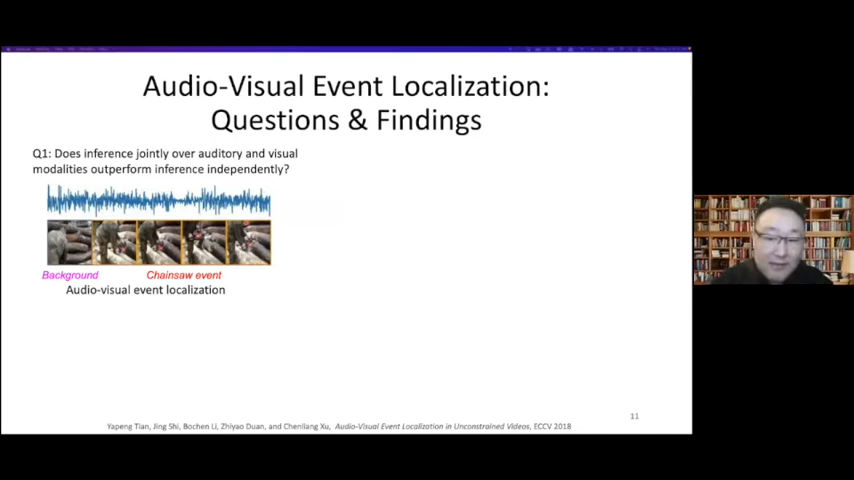 Audio-Visual Event Localization:
Questions & Findings
Q1: Does inference jointly over auditory and visual
modalities outperform inference independently?
Background
Chainsaw event
Audio-visual event localization
11
Yapeng Tian, Jing Shi, Bochen Li, Zhiyao Duan, and Chenliang Xu, Audio-Visual Event Localization in Unconstrained Videos, ECCV 2018